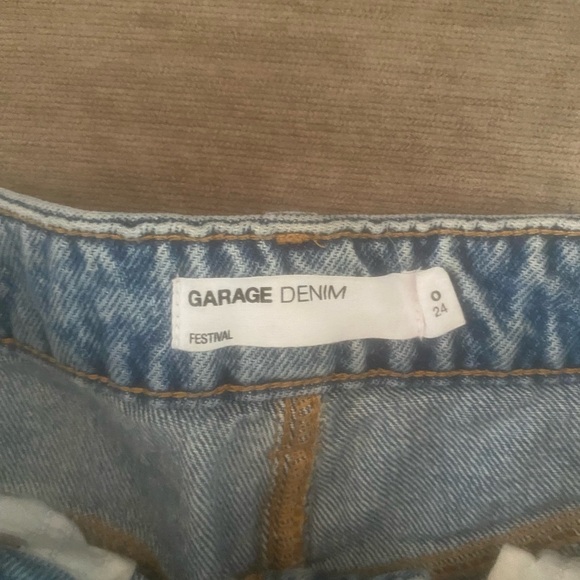 GARAGE DENIM
FESTIVAL
0
24